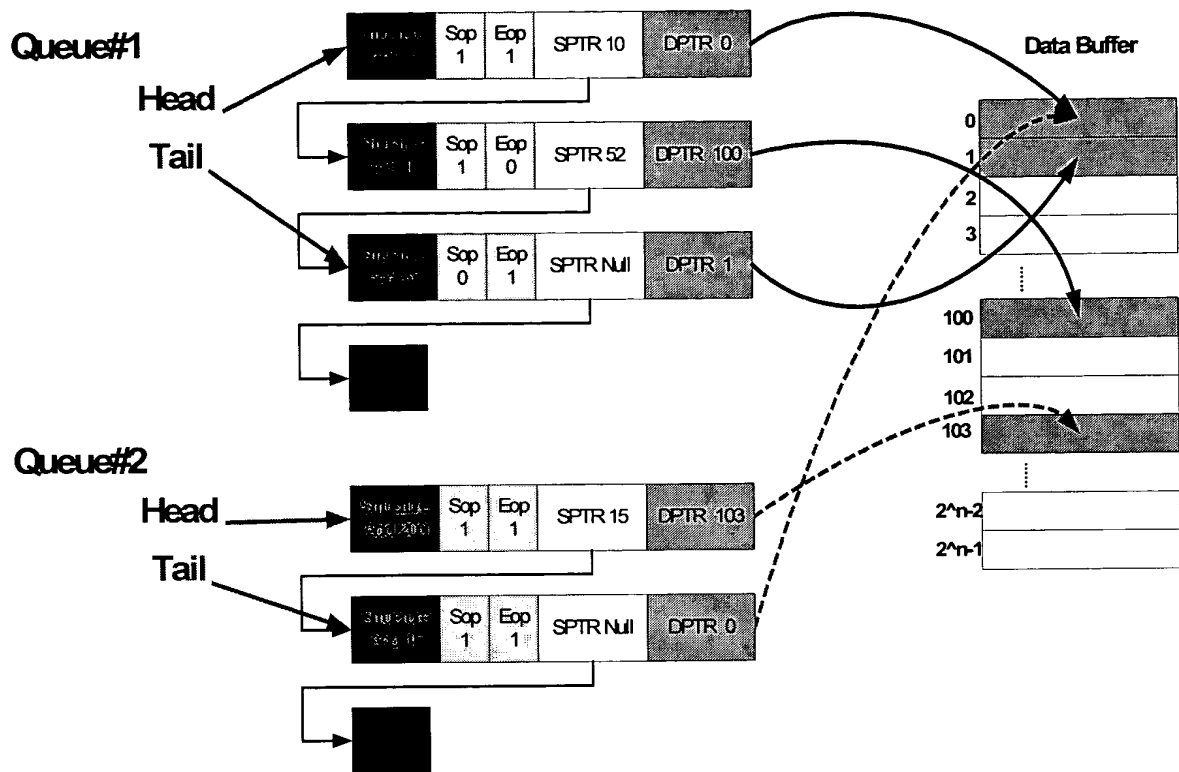 Queue#1
Head
Tail
Sop 1
Eop 1
SPTR 10
DPTR 0
Sop 1
Eop 0
SPTR 52
DPTR 100
Sop 0
Eop 1
SPTR Null
DPTR 1
Data Buffer
0
1
2
3
100
101
102
103
2^n-2
2^n-1
Queue#2
Head
Tail
Sop 1
Eop 1
SPTR 15
DPTR 103
Sop 1
Eop 1
SPTR Null
DPTR 0